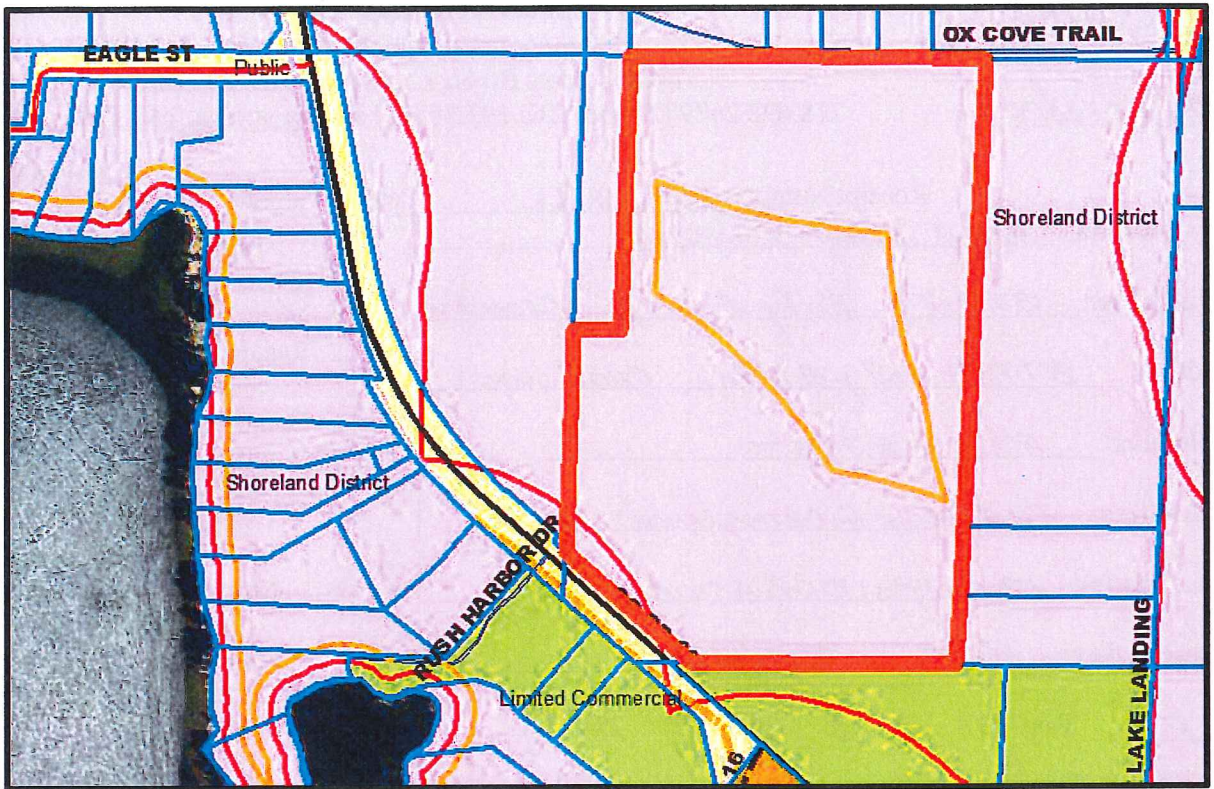 OX COVE TRAIL
EAGLE ST
Public
Shoreland District
Shoreland District
RUSH HARBOR DR
Limited Commercial
LAKE LANDING
16